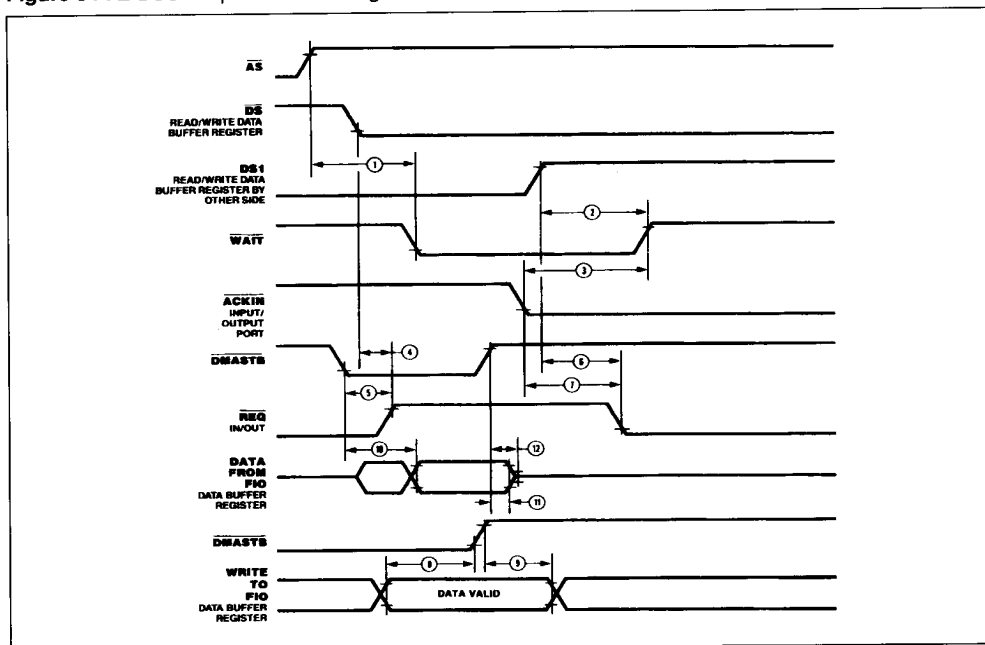 Figure
AS
DS
READ/WRITE DATA
BUFFER REGISTER
1
DS1
READ/WRITE DATA
BUFFER REGISTER BY
OTHER SIDE
2
WAIT
3
ACKIN
INPUT/
OUTPUT
PORT
4
DMASTB
6
5
7
REQ
IN/OUT
10
12
DATA
FROM
FIO
DATA BUFFER
REGISTER
11
DMASTB
8
9
WRITE
TO
FIO
DATA BUFFER
REGISTER
DATA VALID